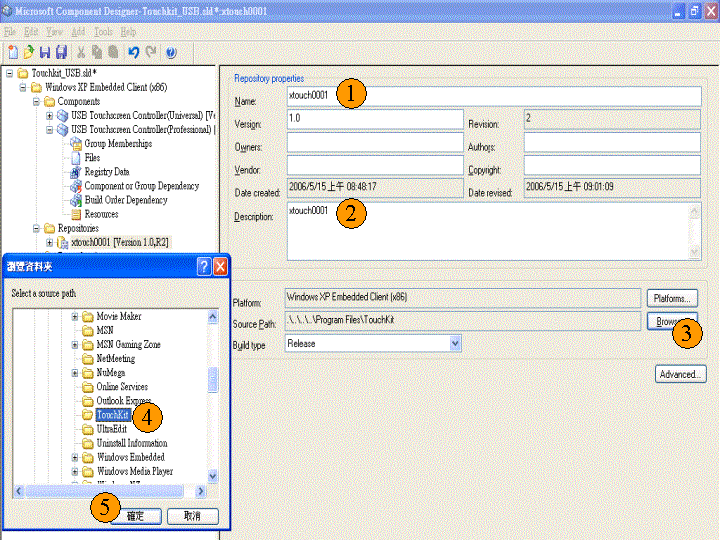 Microsoft Component Designer-Touchkit_USB.sld*:xtouch0001
File Edit View Add Tools Help
Touchkit_USB.sld*
Windows XP Embedded Client (x86)
Components
USB Touchscreen Controller(Universal) [Ve
USB Touchscreen Controller(Professional) [
Group Memberships
Files
Registry Data
Component or Group Dependency
Build Order Dependency
Resources
Repositories
xtouch0001 [Version 1.0,R2]
Repository properties
Name: xtouch0001 1
Version: 1.0 Revision: 2
Owners: Authors:
Vendor: Copyright:
Date created: 2006/5/15 上午 08:48:17 Date revised: 2006/5/15 上午 09:01:09
Description: xtouch0001 2
Platform: Windows XP Embedded Client (x86) Platforms...
Source Path: .\..\..\..\Program Files\TouchKit Browse 3
Build type Release
Advanced...
瀏覽資料夾
Select a source path
Movie Maker
MSN
MSN Gaming Zone
NetMeeting
NuMega
Online Services
Outlook Express
TouchKit 4
UltraEdit
Uninstall Information
Windows Embedded
Windows Media Player
5 確定 取消